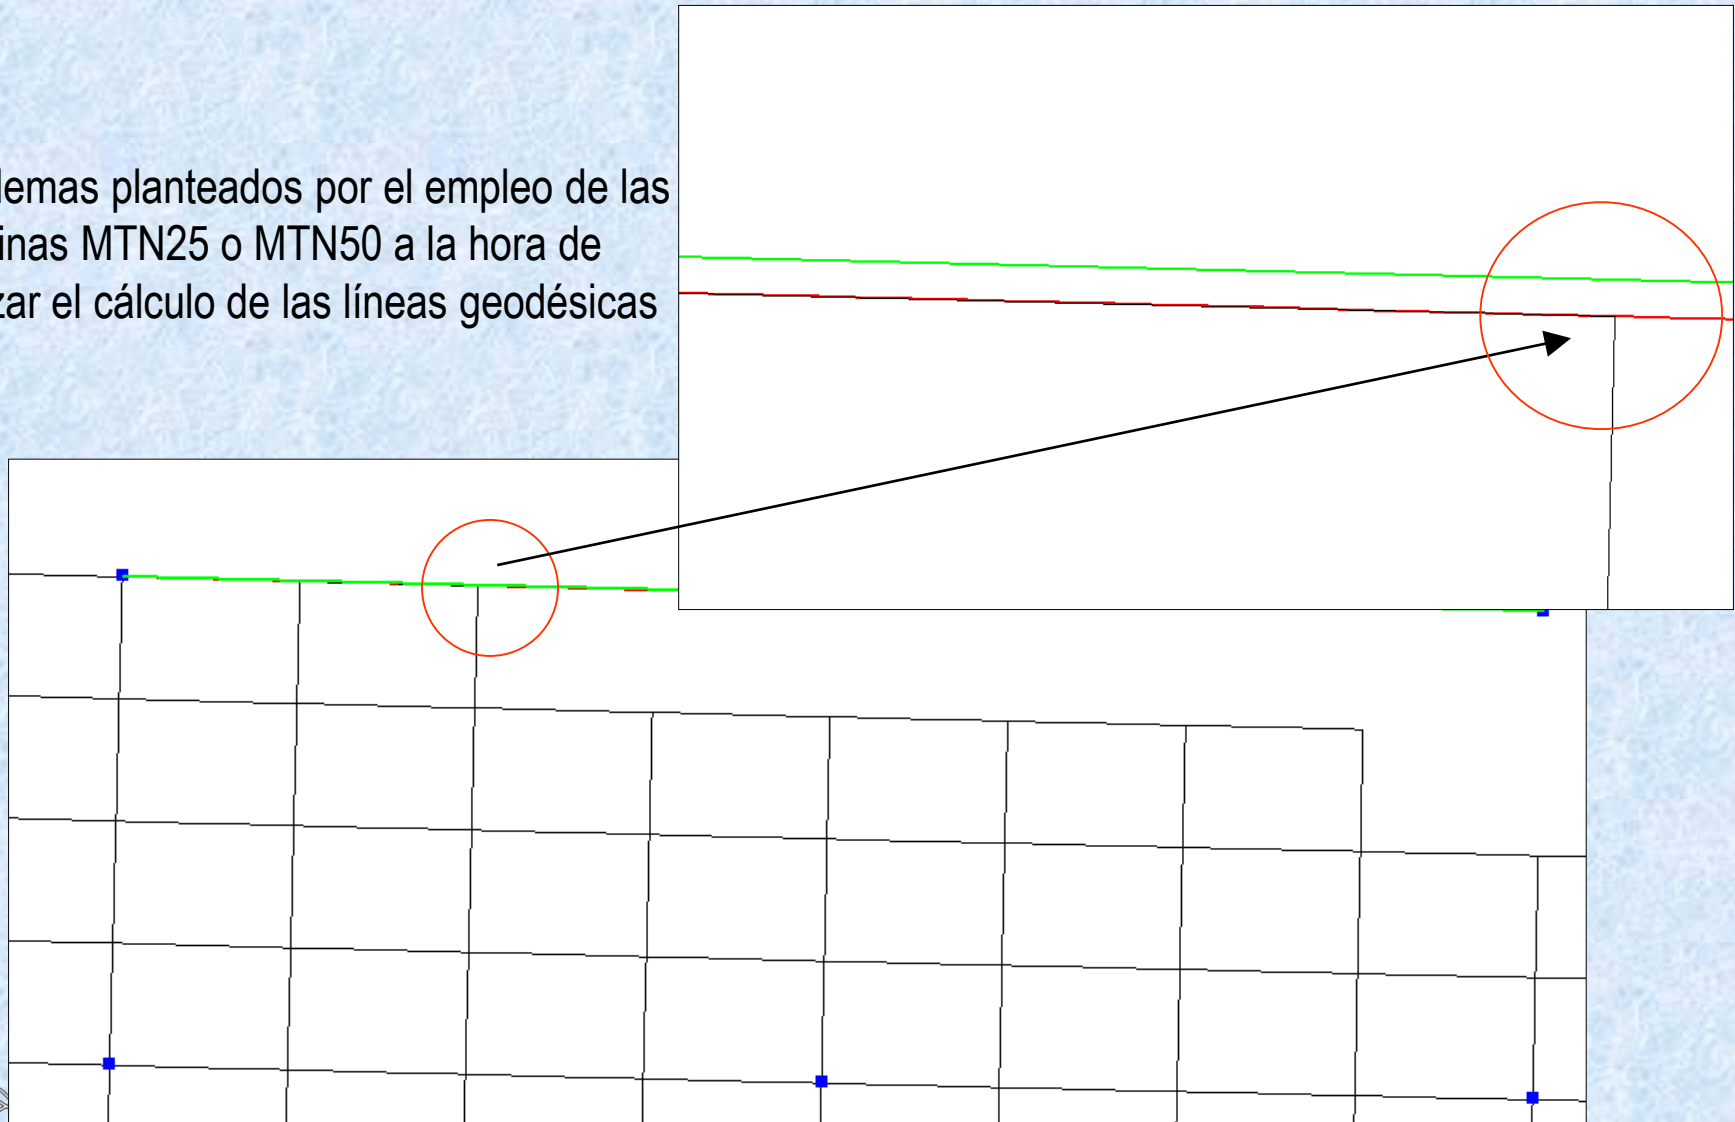 lemas planteados por el empleo de las
inas MTN25 o MTN50 a la hora de
zar el cálculo de las líneas geodésicas